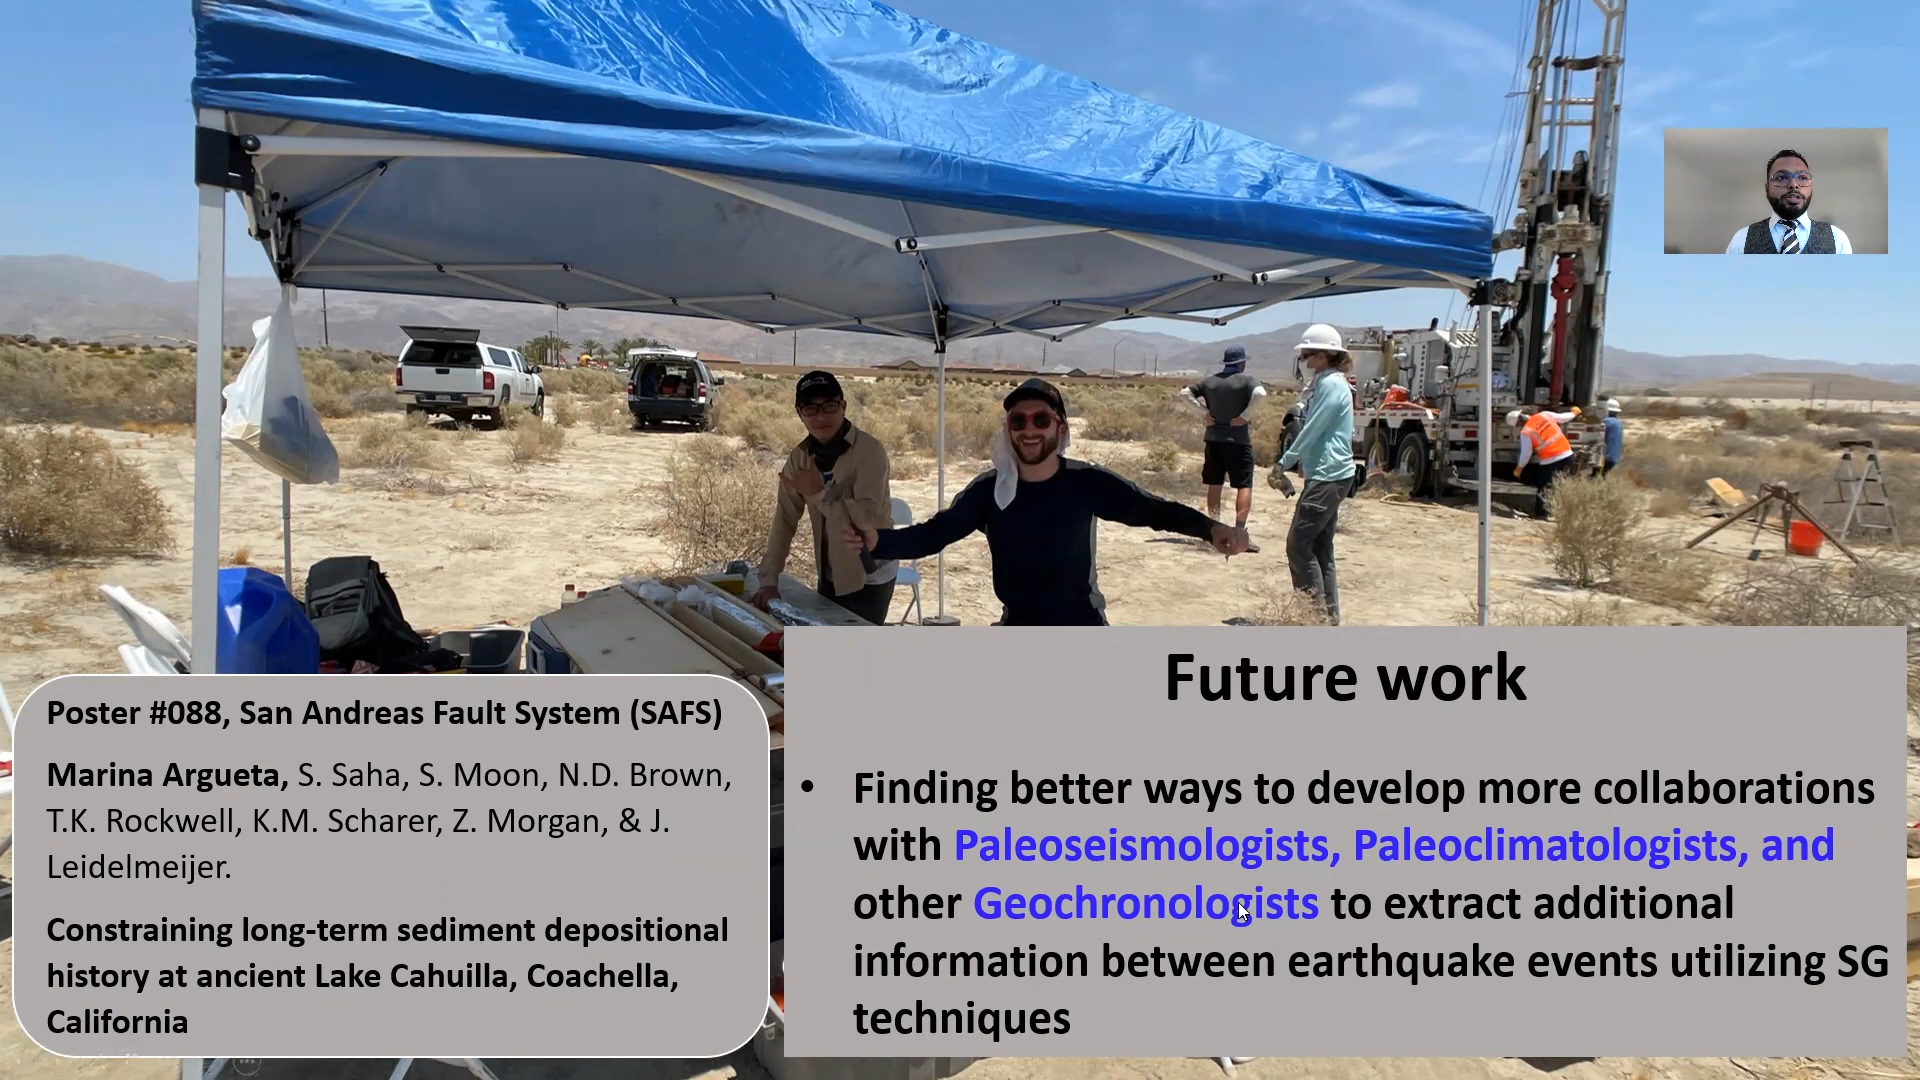 Poster #088, San Andreas Fault System (SAFS)
Marina Argueta, S. Saha, S. Moon, N.D. Brown,
T.K. Rockwell, K.M. Scharer, Z. Morgan, & J.
Leidelmeijer.
Constraining long-term sediment depositional
history at ancient Lake Cahuilla, Coachella,
California
Future work
• Finding better ways to develop more collaborations
with Paleoseismologists, Paleoclimatologists, and
other Geochronologists to extract additional
information between earthquake events utilizing SG
techniques